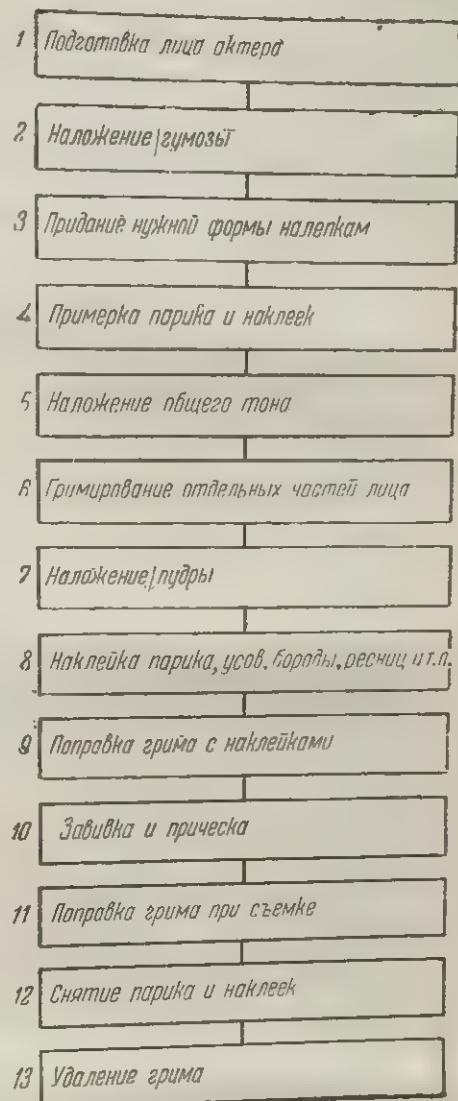 1 Подготовка лица актера
2 Наложение гумозы
3 Придание нужной формы налепкам
4 Примерка парика и наклеек
5 Наложение общего тона
6 Гримирование отдельных частей лица
7 Наложение пудры
8 Наклейка парика, усов, бороды, ресниц и т.п.
9 Поправка грима с наклейками
10 Завивка и прическа
11 Поправка грима при съемке
12 Снятие парика и наклеек
13 Удаление грима